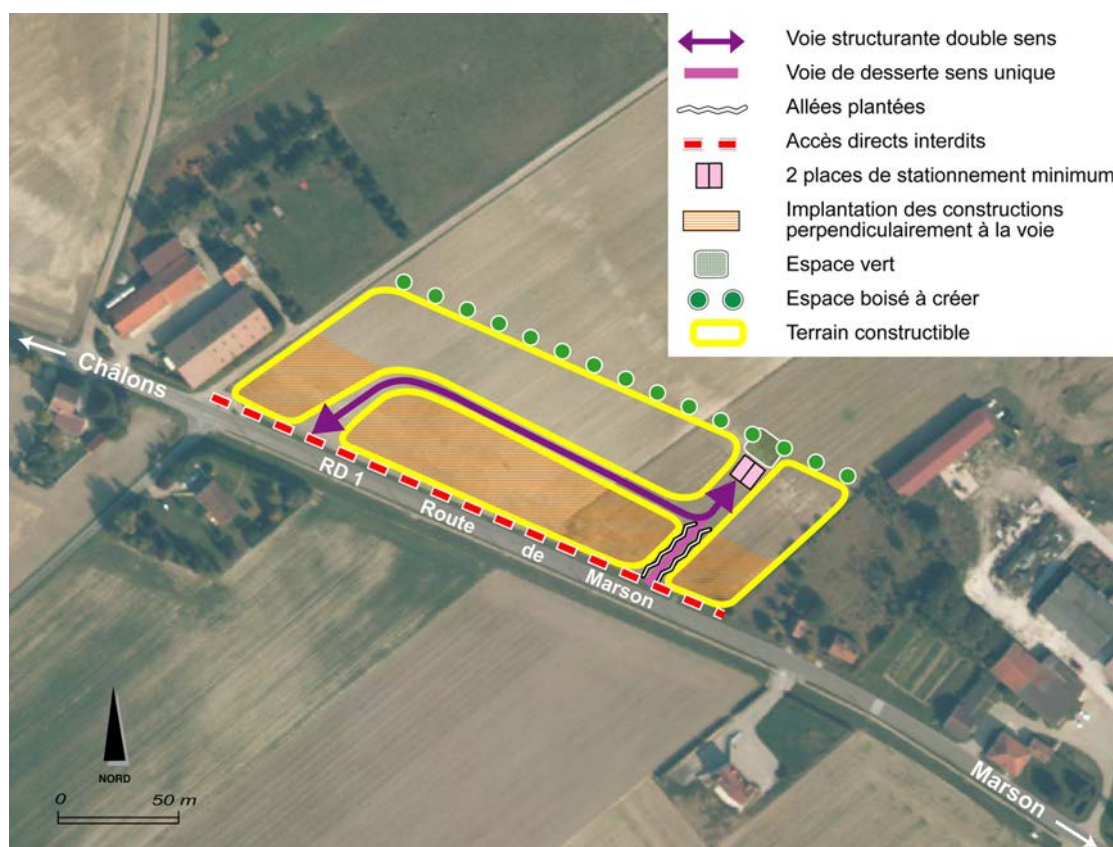 Voie structurante double sens
Voie de desserte sens unique
Allées plantées
Accès directs interdits
2 places de stationnement minimum
Implantation des constructions
perpendiculairement à la voie
Espace vert
Espace boisé à créer
Terrain constructible
Châlons
RD 1 Route de Marson
Marson
NORD
0 50 m